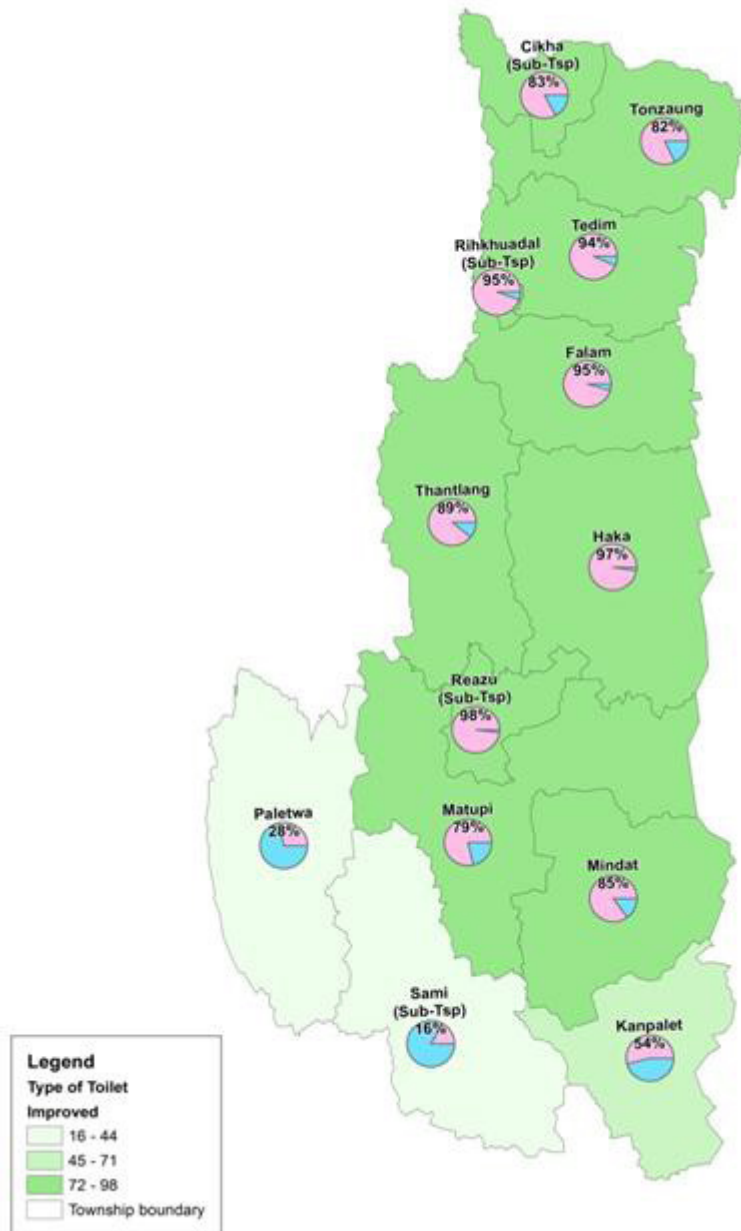 Cikha
(Sub-Tsp)
83%
Tonzaung
82%
Tedim
94%
Rihkhuadal
(Sub-Tsp)
95%
Falam
95%
Thantlang
89%
Haka
97%
Reazu
(Sub-Tsp)
98%
Paletwa
28%
Matupi
79%
Mindat
85%
Sami
(Sub-Tsp)
16%
Kanpalet
54%
Legend
Type of Toilet
Improved
16 - 44
45 - 71
72 - 98
Township boundary